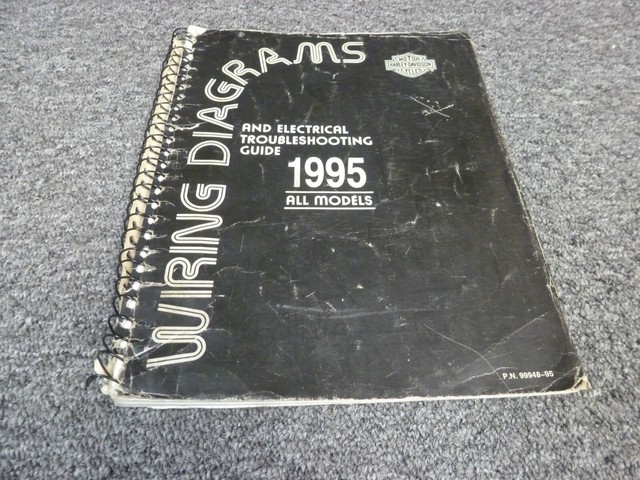 WIRING DIAGRAMS
AND ELECTRICAL
TROUBLESHOOTING
GUIDE
1995
ALL MODELS
MOTOR
HARLEY-DAVIDSON
CYCLES
P.N. 99948-95